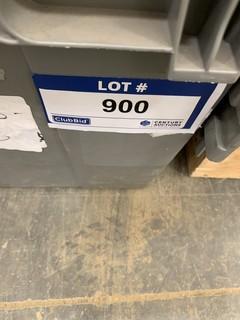 LOT #
900
ClubBid
CENTURY
AUCTIONS